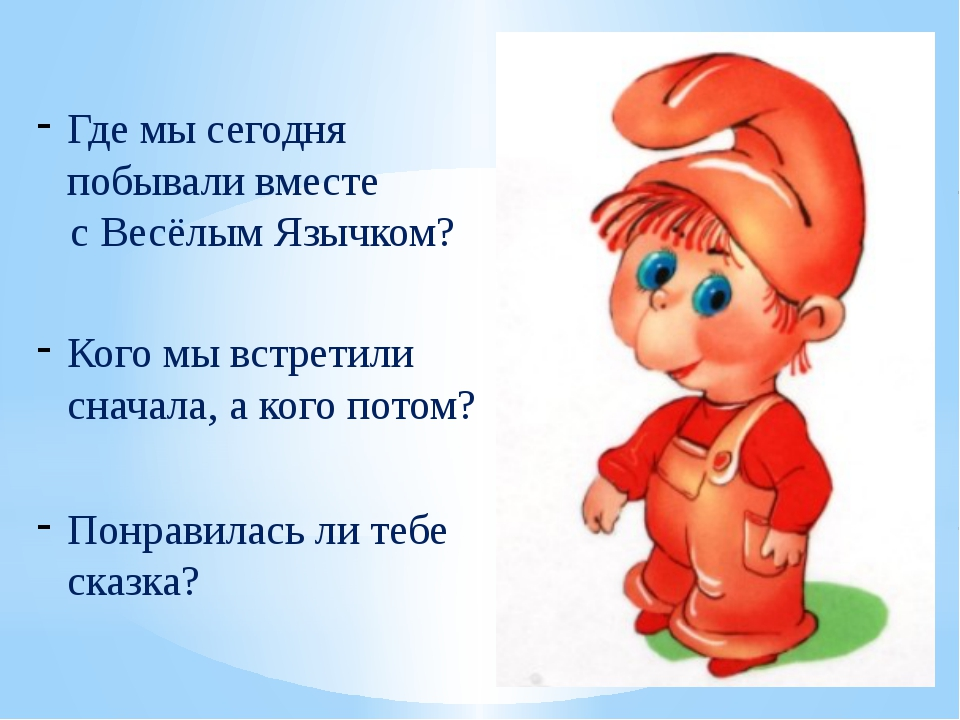 - Где мы сегодня
побывали вместе
с Весёлым Язычком?
- Кого мы встретили
сначала, а кого потом?
- Понравилась ли тебе
сказка?